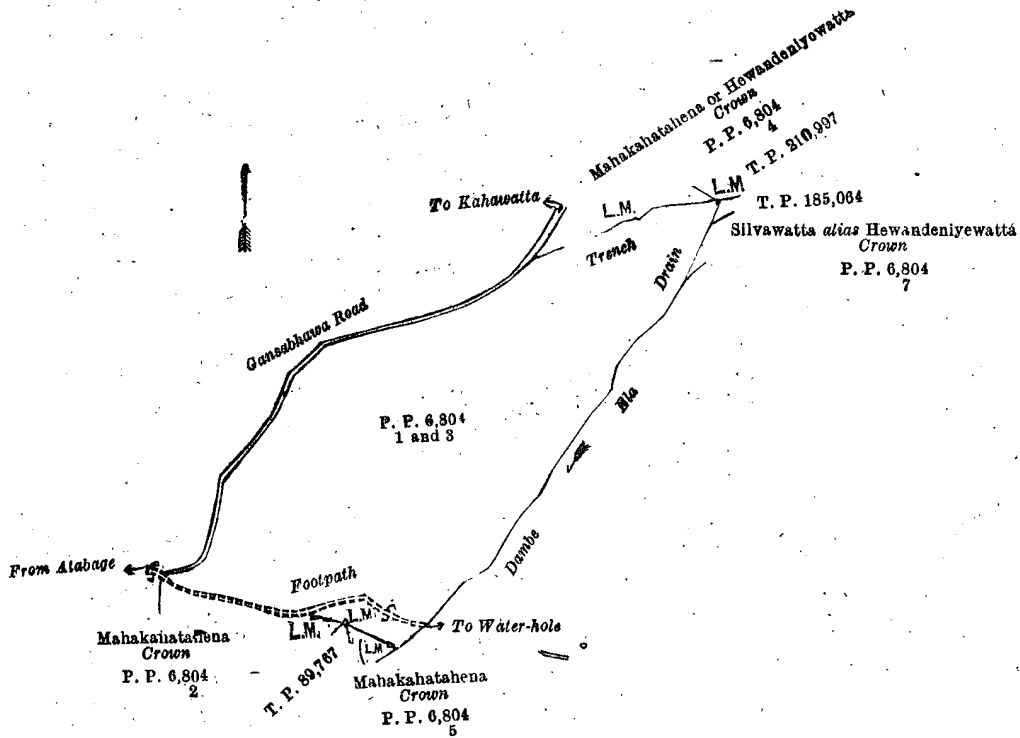 Mahakahatahena or Hewandeniyewatta
Crown
P. P. 6,804
4
T. P. 210,997
To Kahawatta
L.M.
L.M
T. P. 185,064
Trench
Silvawatta alias Hewandeniyewatta
Crown
P. P. 6,804
7
Drain
Gansabhawa Road
Ela
P. P. 6,804
1 and 3
Dambe
From Atabage
Footpath
L.M.
L.M.
To Water-hole
L.M
Mahakahatahena
Crown
P. P. 6,804
2
T. P. 89,767
Mahakahatahena
Crown
P. P. 6,804
5